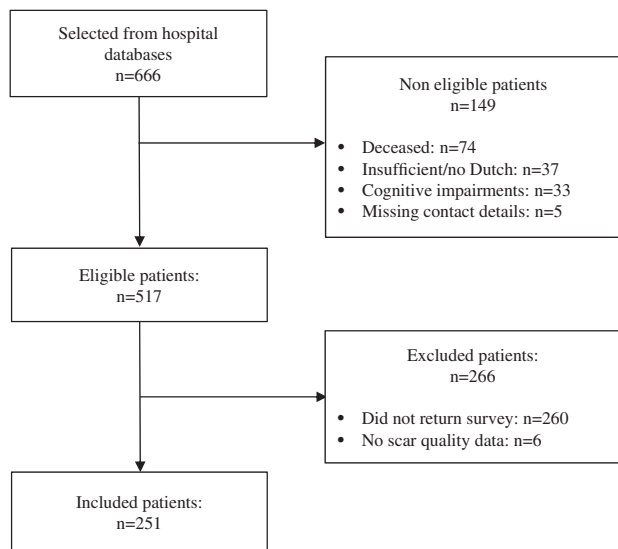 Selected from hospital
databases
n=666
Non eligible patients
n=149
• Deceased: n=74
• Insufficient/no Dutch: n=37
• Cognitive impairments: n=33
• Missing contact details: n=5
Eligible patients:
n=517
Excluded patients:
n=266
• Did not return survey: n=260
• No scar quality data: n=6
Included patients:
n=251